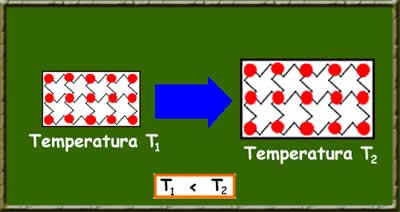 Temperatura T₁
Temperatura T₂
T₁ < T₂